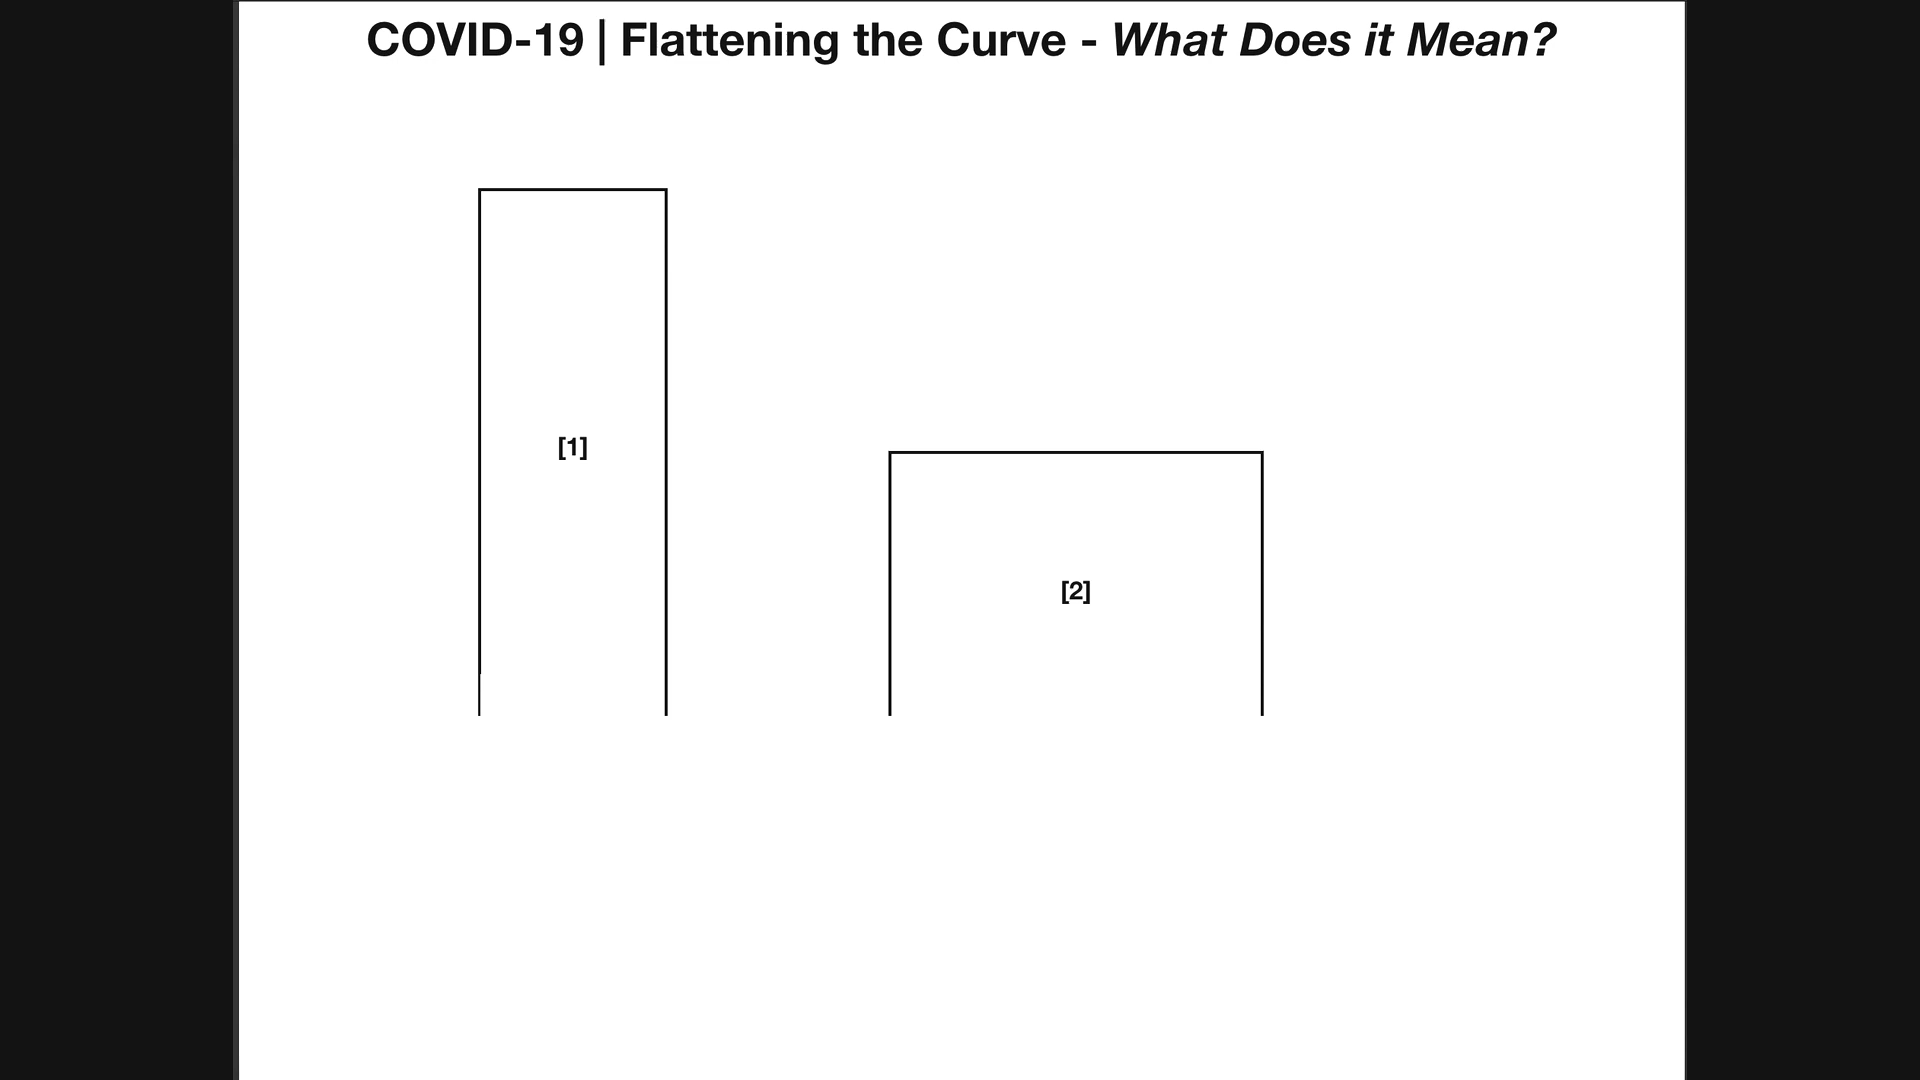 COVID-19 | Flattening the Curve - What Does it Mean?
[1]
[2]